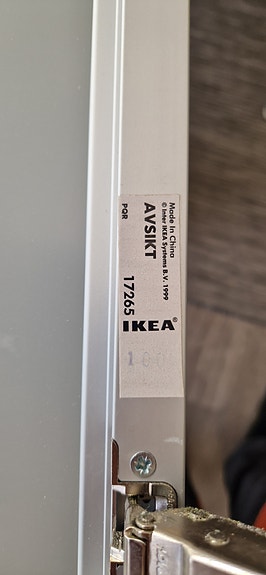 Made In China
© Inter IKEA Systems B.V. 1999
AVSIKT
PQR 17265
IKEA®